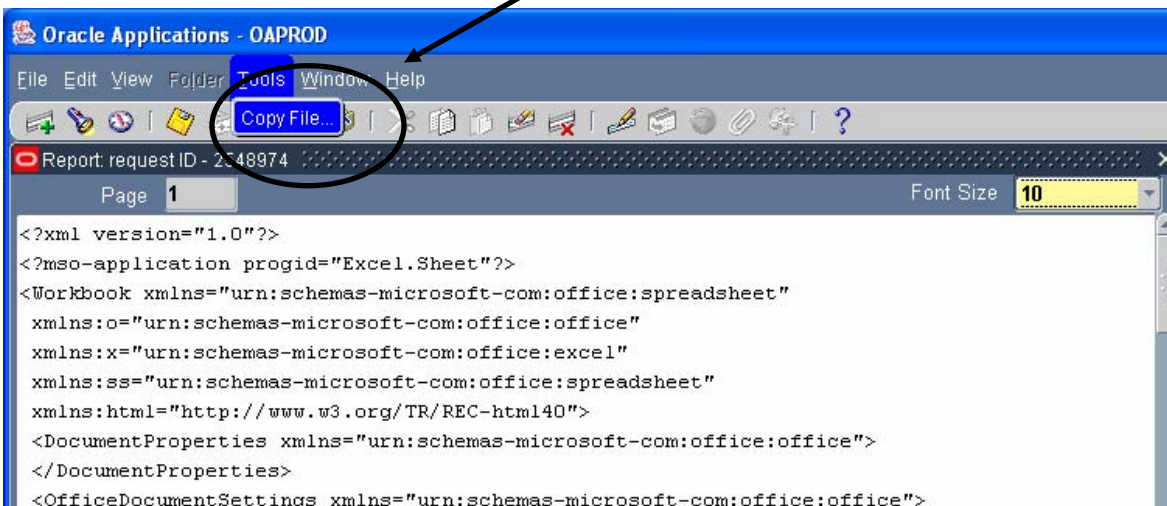 Oracle Applications - OAPROD
File Edit View Folder Tools Window Help
Copy File...
?
Report: request ID - 2548974
Page 1 Font Size 10
<?xml version="1.0"?>
<?mso-application progid="Excel.Sheet"?>
<Workbook xmlns="urn:schemas-microsoft-com:office:spreadsheet"
xmlns:o="urn:schemas-microsoft-com:office:office"
xmlns:x="urn:schemas-microsoft-com:office:excel"
xmlns:ss="urn:schemas-microsoft-com:office:spreadsheet"
xmlns:html="http://www.w3.org/TR/REC-html40">
<DocumentProperties xmlns="urn:schemas-microsoft-com:office:office">
</DocumentProperties>
<OfficeDocumentSettings xmlns="urn:schemas-microsoft-com:office:office">